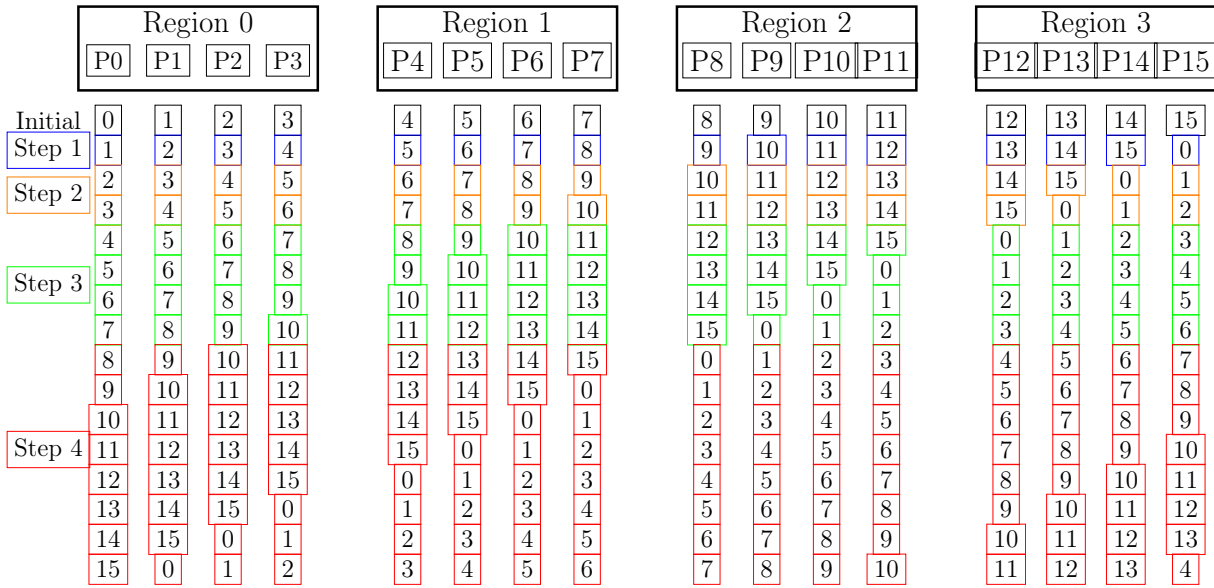 Region 0 Region 1 Region 2 Region 3
P0 P1 P2 P3 P4 P5 P6 P7 P8 P9 P10 P11 P12 P13 P14 P15
Initial 0 1 2 3 4 5 6 7 8 9 10 11 12 13 14 15
Step 1 1 2 3 4 5 6 7 8 9 10 11 12 13 14 15 0
2 3 4 5 6 7 8 9 10 11 12 13 14 15 0 1
Step 2
3 4 5 6 7 8 9 10 11 12 13 14 15 0 1 2
4 5 6 7 8 9 10 11 12 13 14 15 0 1 2 3
5 6 7 8 9 10 11 12 13 14 15 0 1 2 3 4
Step 3
6 7 8 9 10 11 12 13 14 15 0 1 2 3 4 5
7 8 9 10 11 12 13 14 15 0 1 2 3 4 5 6
8 9 10 11 12 13 14 15 0 1 2 3 4 5 6 7
9 10 11 12 13 14 15 0 1 2 3 4 5 6 7 8
10 11 12 13 14 15 0 1 2 3 4 5 6 7 8 9
Step 4 11 12 13 14 15 0 1 2 3 4 5 6 7 8 9 10
12 13 14 15 0 1 2 3 4 5 6 7 8 9 10 11
13 14 15 0 1 2 3 4 5 6 7 8 9 10 11 12
14 15 0 1 2 3 4 5 6 7 8 9 10 11 12 13
15 0 1 2 3 4 5 6 7 8 9 10 11 12 13 4